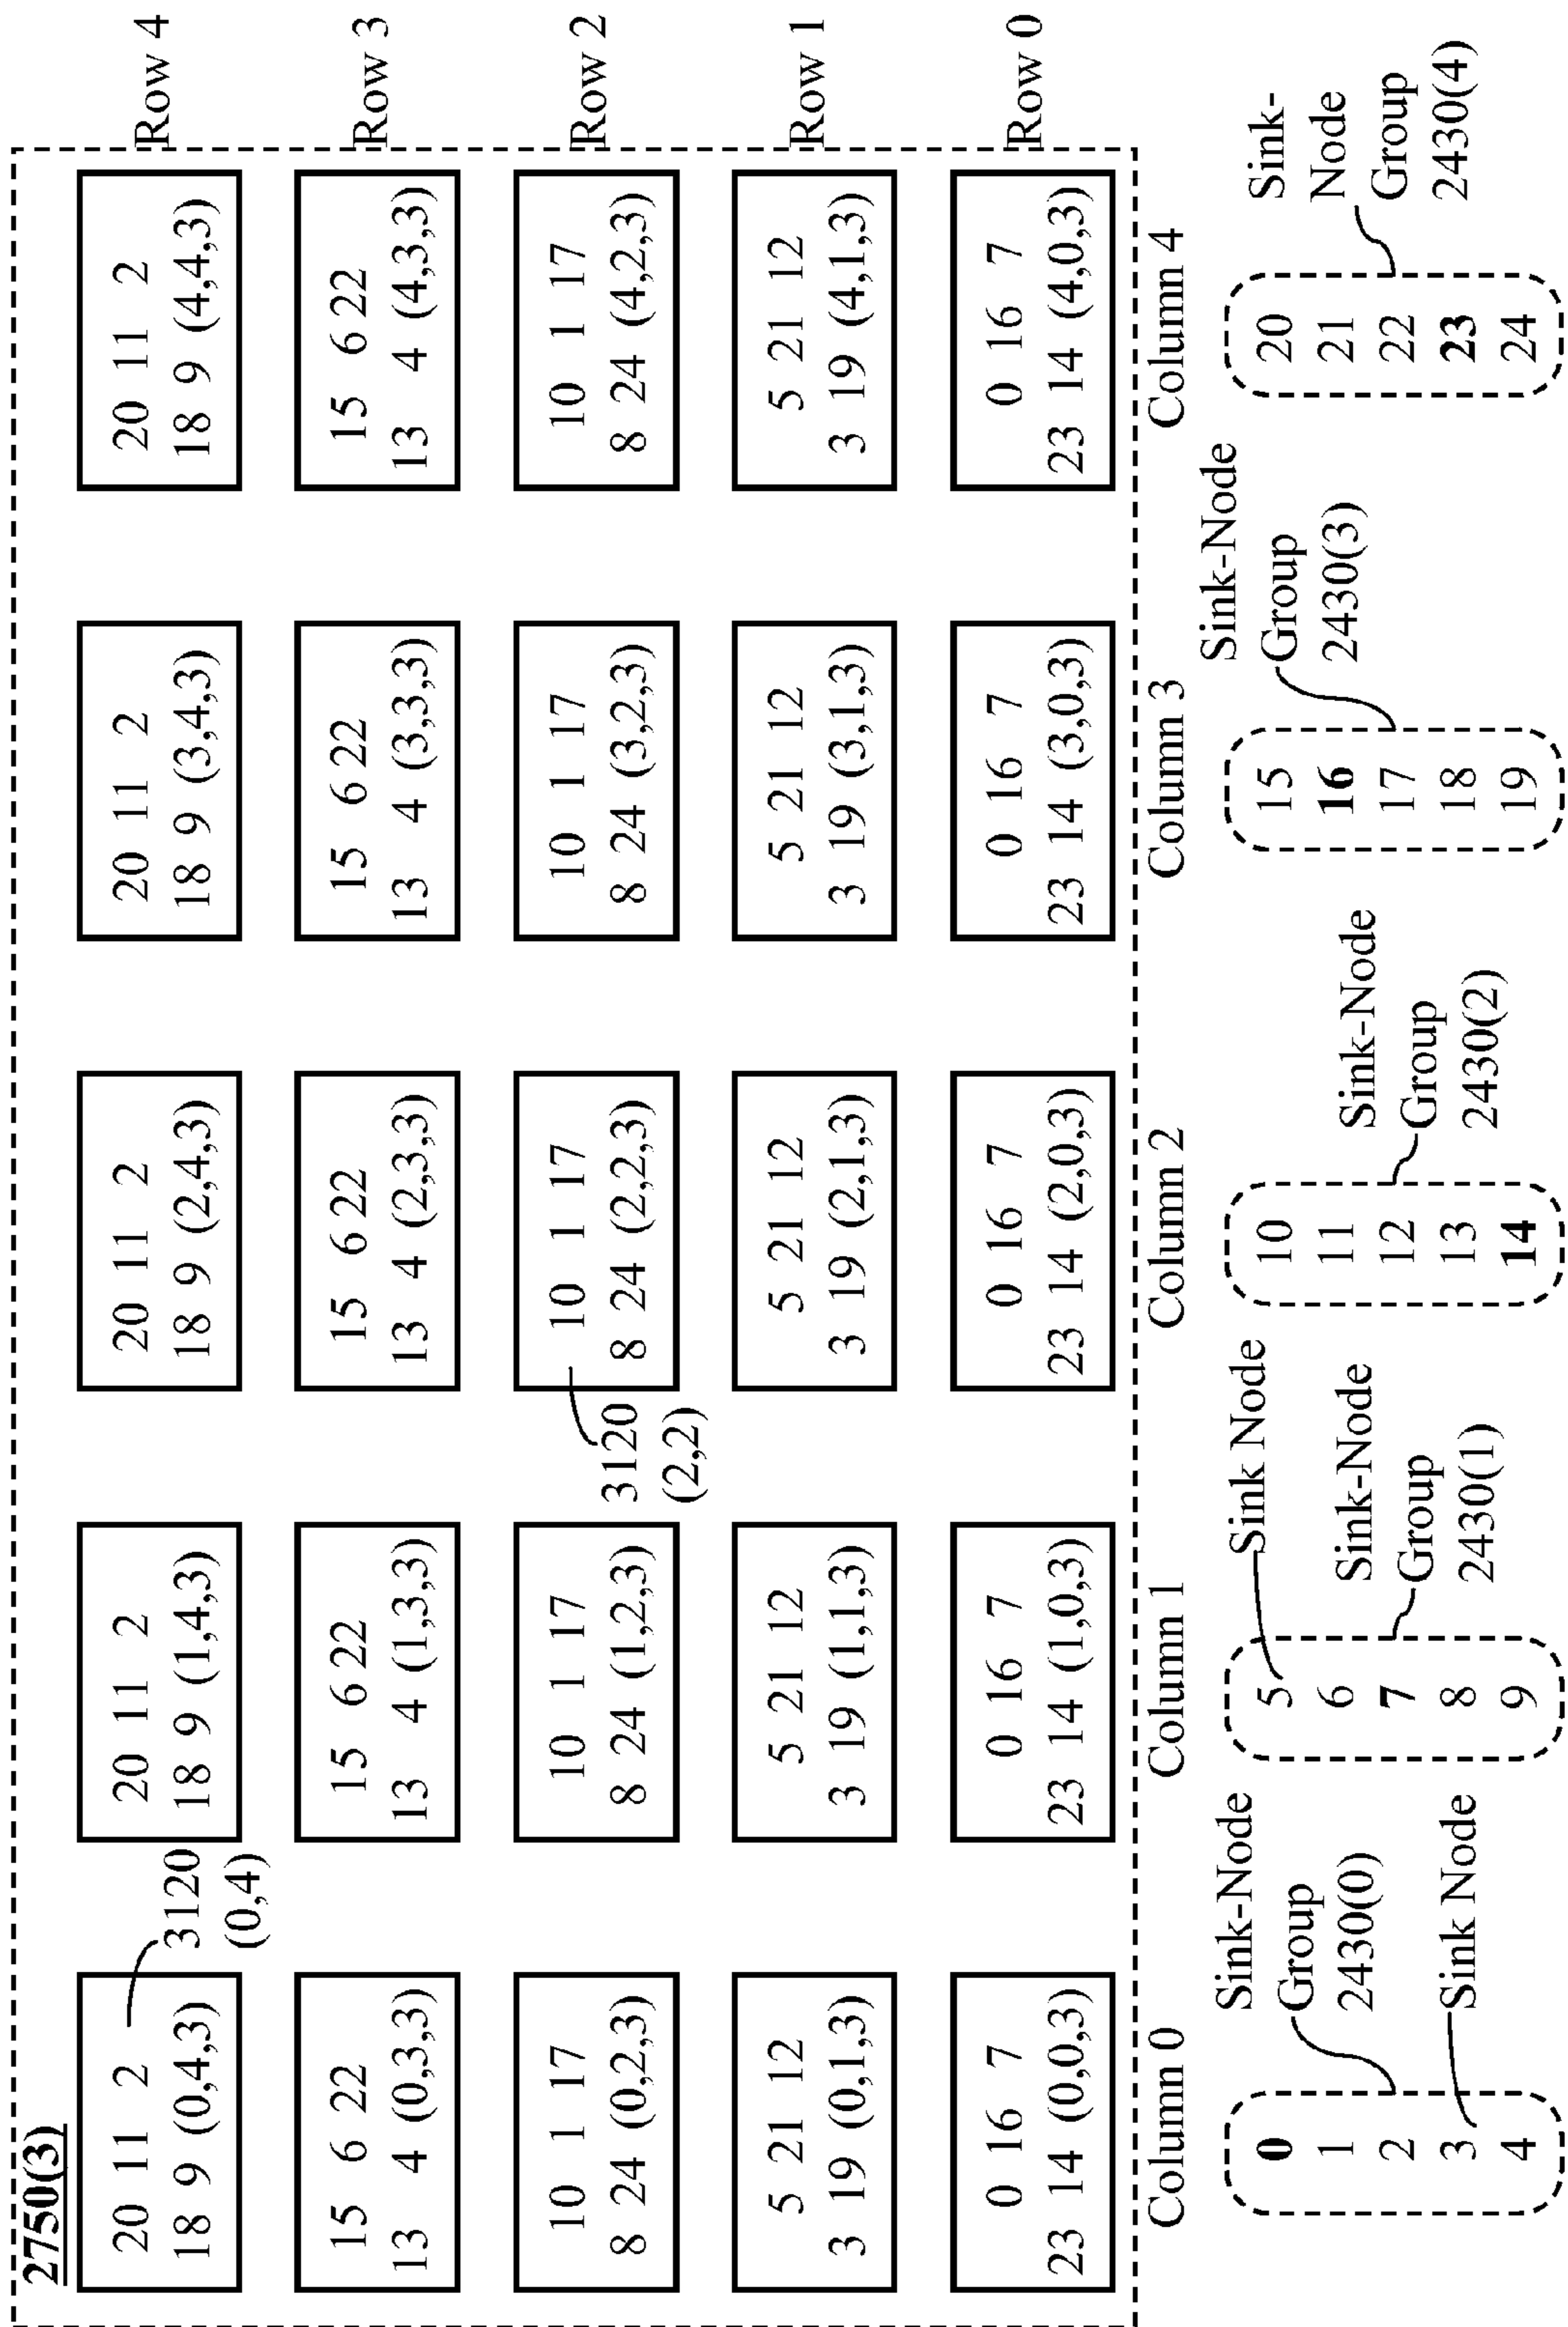 2750(3)
20 11 2
18 9 (0,4,3)
3120
(0,4)
20 11 2
18 9 (1,4,3)
20 11 2
18 9 (2,4,3)
20 11 2
18 9 (3,4,3)
20 11 2
18 9 (4,4,3)
Row 4
15 6 22
13 4 (0,3,3)
15 6 22
13 4 (1,3,3)
15 6 22
13 4 (2,3,3)
15 6 22
13 4 (3,3,3)
15 6 22
13 4 (4,3,3)
Row 3
10 1 17
8 24 (0,2,3)
10 1 17
8 24 (1,2,3)
3120
(2,2)
10 1 17
8 24 (2,2,3)
10 1 17
8 24 (3,2,3)
10 1 17
8 24 (4,2,3)
Row 2
5 21 12
3 19 (0,1,3)
5 21 12
3 19 (1,1,3)
5 21 12
3 19 (2,1,3)
5 21 12
3 19 (3,1,3)
5 21 12
3 19 (4,1,3)
Row 1
0 16 7
23 14 (0,0,3)
0 16 7
23 14 (1,0,3)
0 16 7
23 14 (2,0,3)
0 16 7
23 14 (3,0,3)
0 16 7
23 14 (4,0,3)
Row 0
Column 0
Column 1
Column 2
Column 3
Column 4
0
1
2
3
4
Sink-Node
Group
2430(0)
Sink Node
5
6
7
8
9
Sink Node
Sink-Node
Group
2430(1)
10
11
12
13
14
Sink-Node
Group
2430(2)
15
16
17
18
19
Sink-Node
Group
2430(3)
20
21
22
23
24
Sink-
Node
Group
2430(4)